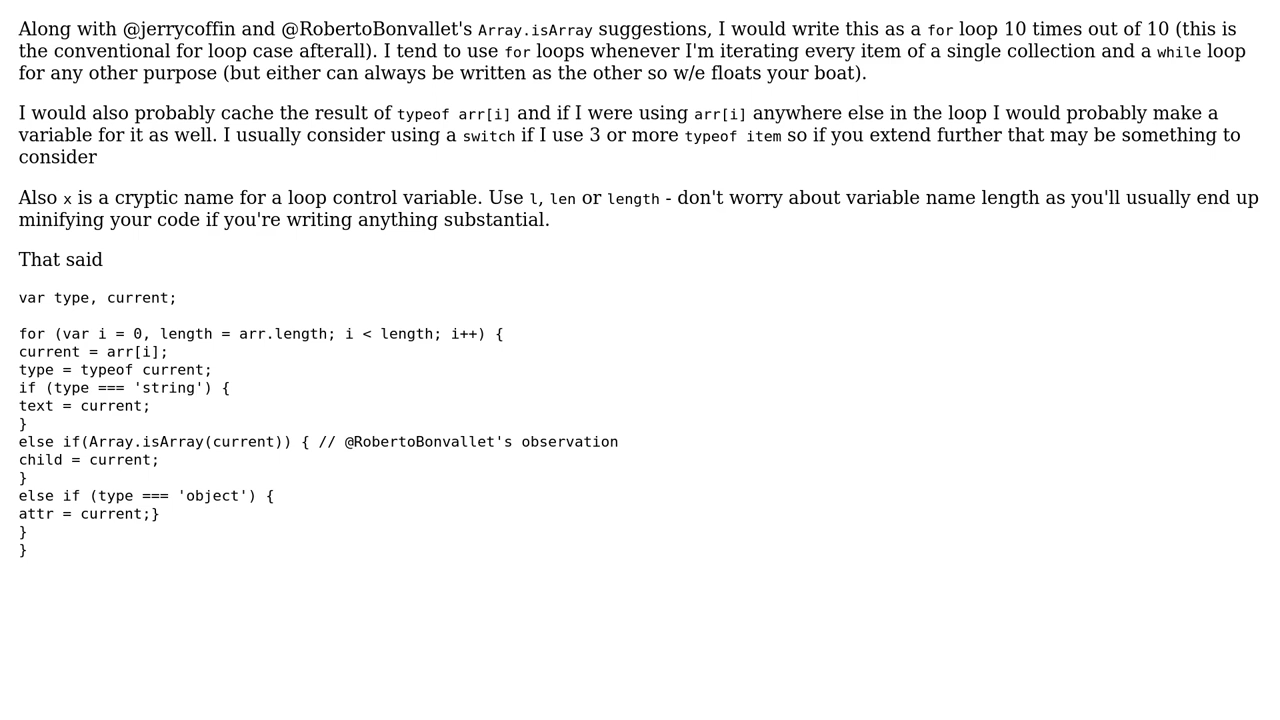 Along with @jerrycoffin and @RobertoBonvallet's Array.isArray suggestions, I would write this as a for loop 10 times out of 10 (this is
the conventional for loop case afterall). I tend to use for loops whenever I'm iterating every item of a single collection and a while loop
for any other purpose (but either can always be written as the other so w/e floats your boat).
I would also probably cache the result of typeof arr[i] and if I were using arr[i] anywhere else in the loop I would probably make a
variable for it as well. I usually consider using a switch if I use 3 or more typeof item so if you extend further that may be something to
consider
Also x is a cryptic name for a loop control variable. Use l, len or length - don't worry about variable name length as you'll usually end up
minifying your code if you're writing anything substantial.
That said
var type, current;
for (var i = 0, length = arr.length; i < length; i++) {
current = arr[i];
type = typeof current;
if (type === 'string') {
text = current;
}
else if(Array.isArray(current)) { // @RobertoBonvallet's observation
child = current;
}
else if (type === 'object') {
attr = current;}
}
}